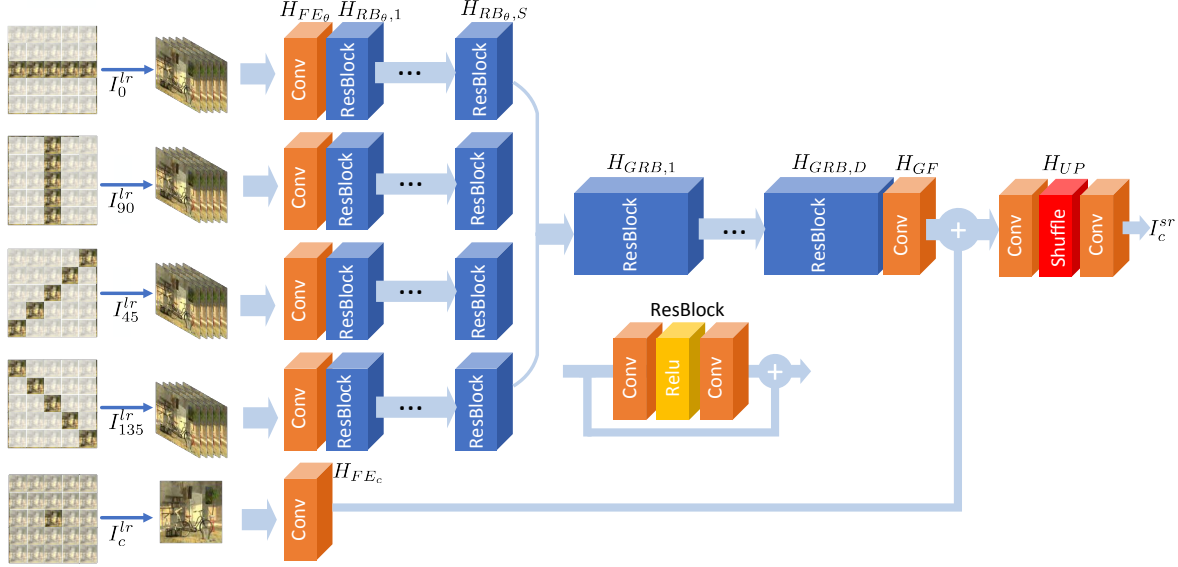 H_{FE_θ} H_{RB_θ,1} H_{RB_θ,S}
I_0^{lr} Conv ResBlock ... ResBlock
I_{90}^{lr} Conv ResBlock ... ResBlock
H_{GRB,1} H_{GRB,D} H_{GF} H_{UP}
ResBlock ... ResBlock Conv + Conv Shuffle Conv I_c^{sr}
I_{45}^{lr} Conv ResBlock ... ResBlock
ResBlock
Conv Relu Conv +
I_{135}^{lr} Conv ResBlock ... ResBlock
H_{FE_c}
I_c^{lr} Conv